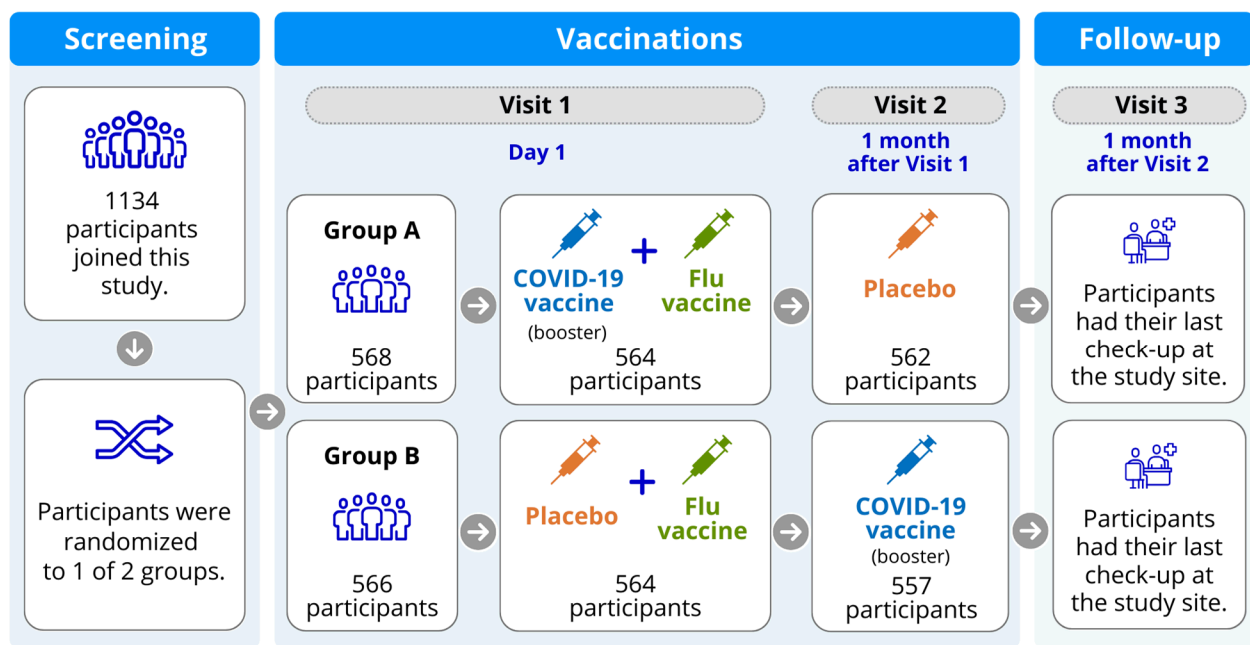 Screening
1134
participants
joined this
study.
Participants were
randomized
to 1 of 2 groups.
Vaccinations
Visit 1
Day 1
Visit 2
1 month
after Visit 1
Group A
568
participants
COVID-19
vaccine
(booster)
+
Flu
vaccine
564
participants
Placebo
562
participants
Group B
566
participants
Placebo
+
Flu
vaccine
564
participants
COVID-19
vaccine
(booster)
557
participants
Follow-up
Visit 3
1 month
after Visit 2
Participants
had their last
check-up at
the study site.
Participants
had their last
check-up at
the study site.